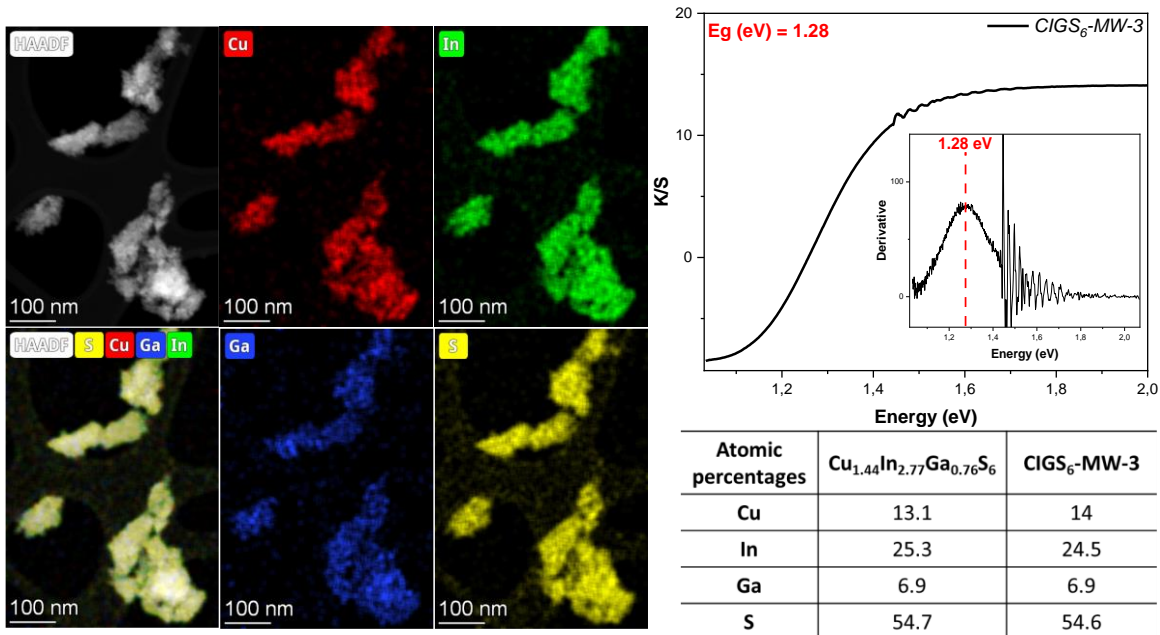 HAADF
Cu
In
100 nm
100 nm
100 nm
HAADF S Cu Ga In
Ga
S
100 nm
100 nm
100 nm
20
10
0
K/S
Eg (eV) = 1.28
CIGS₆-MW-3
1.28 eV
100
0
Derivative
1,2 1,4 1,6 1,8 2,0
Energy (eV)
1,2 1,4 1,6 1,8 2,0
Energy (eV)
Atomic percentages Cu₁.₄₄In₂.₇₇Ga₀.₇₆S₆ CIGS₆-MW-3
Cu 13.1 14
In 25.3 24.5
Ga 6.9 6.9
S 54.7 54.6